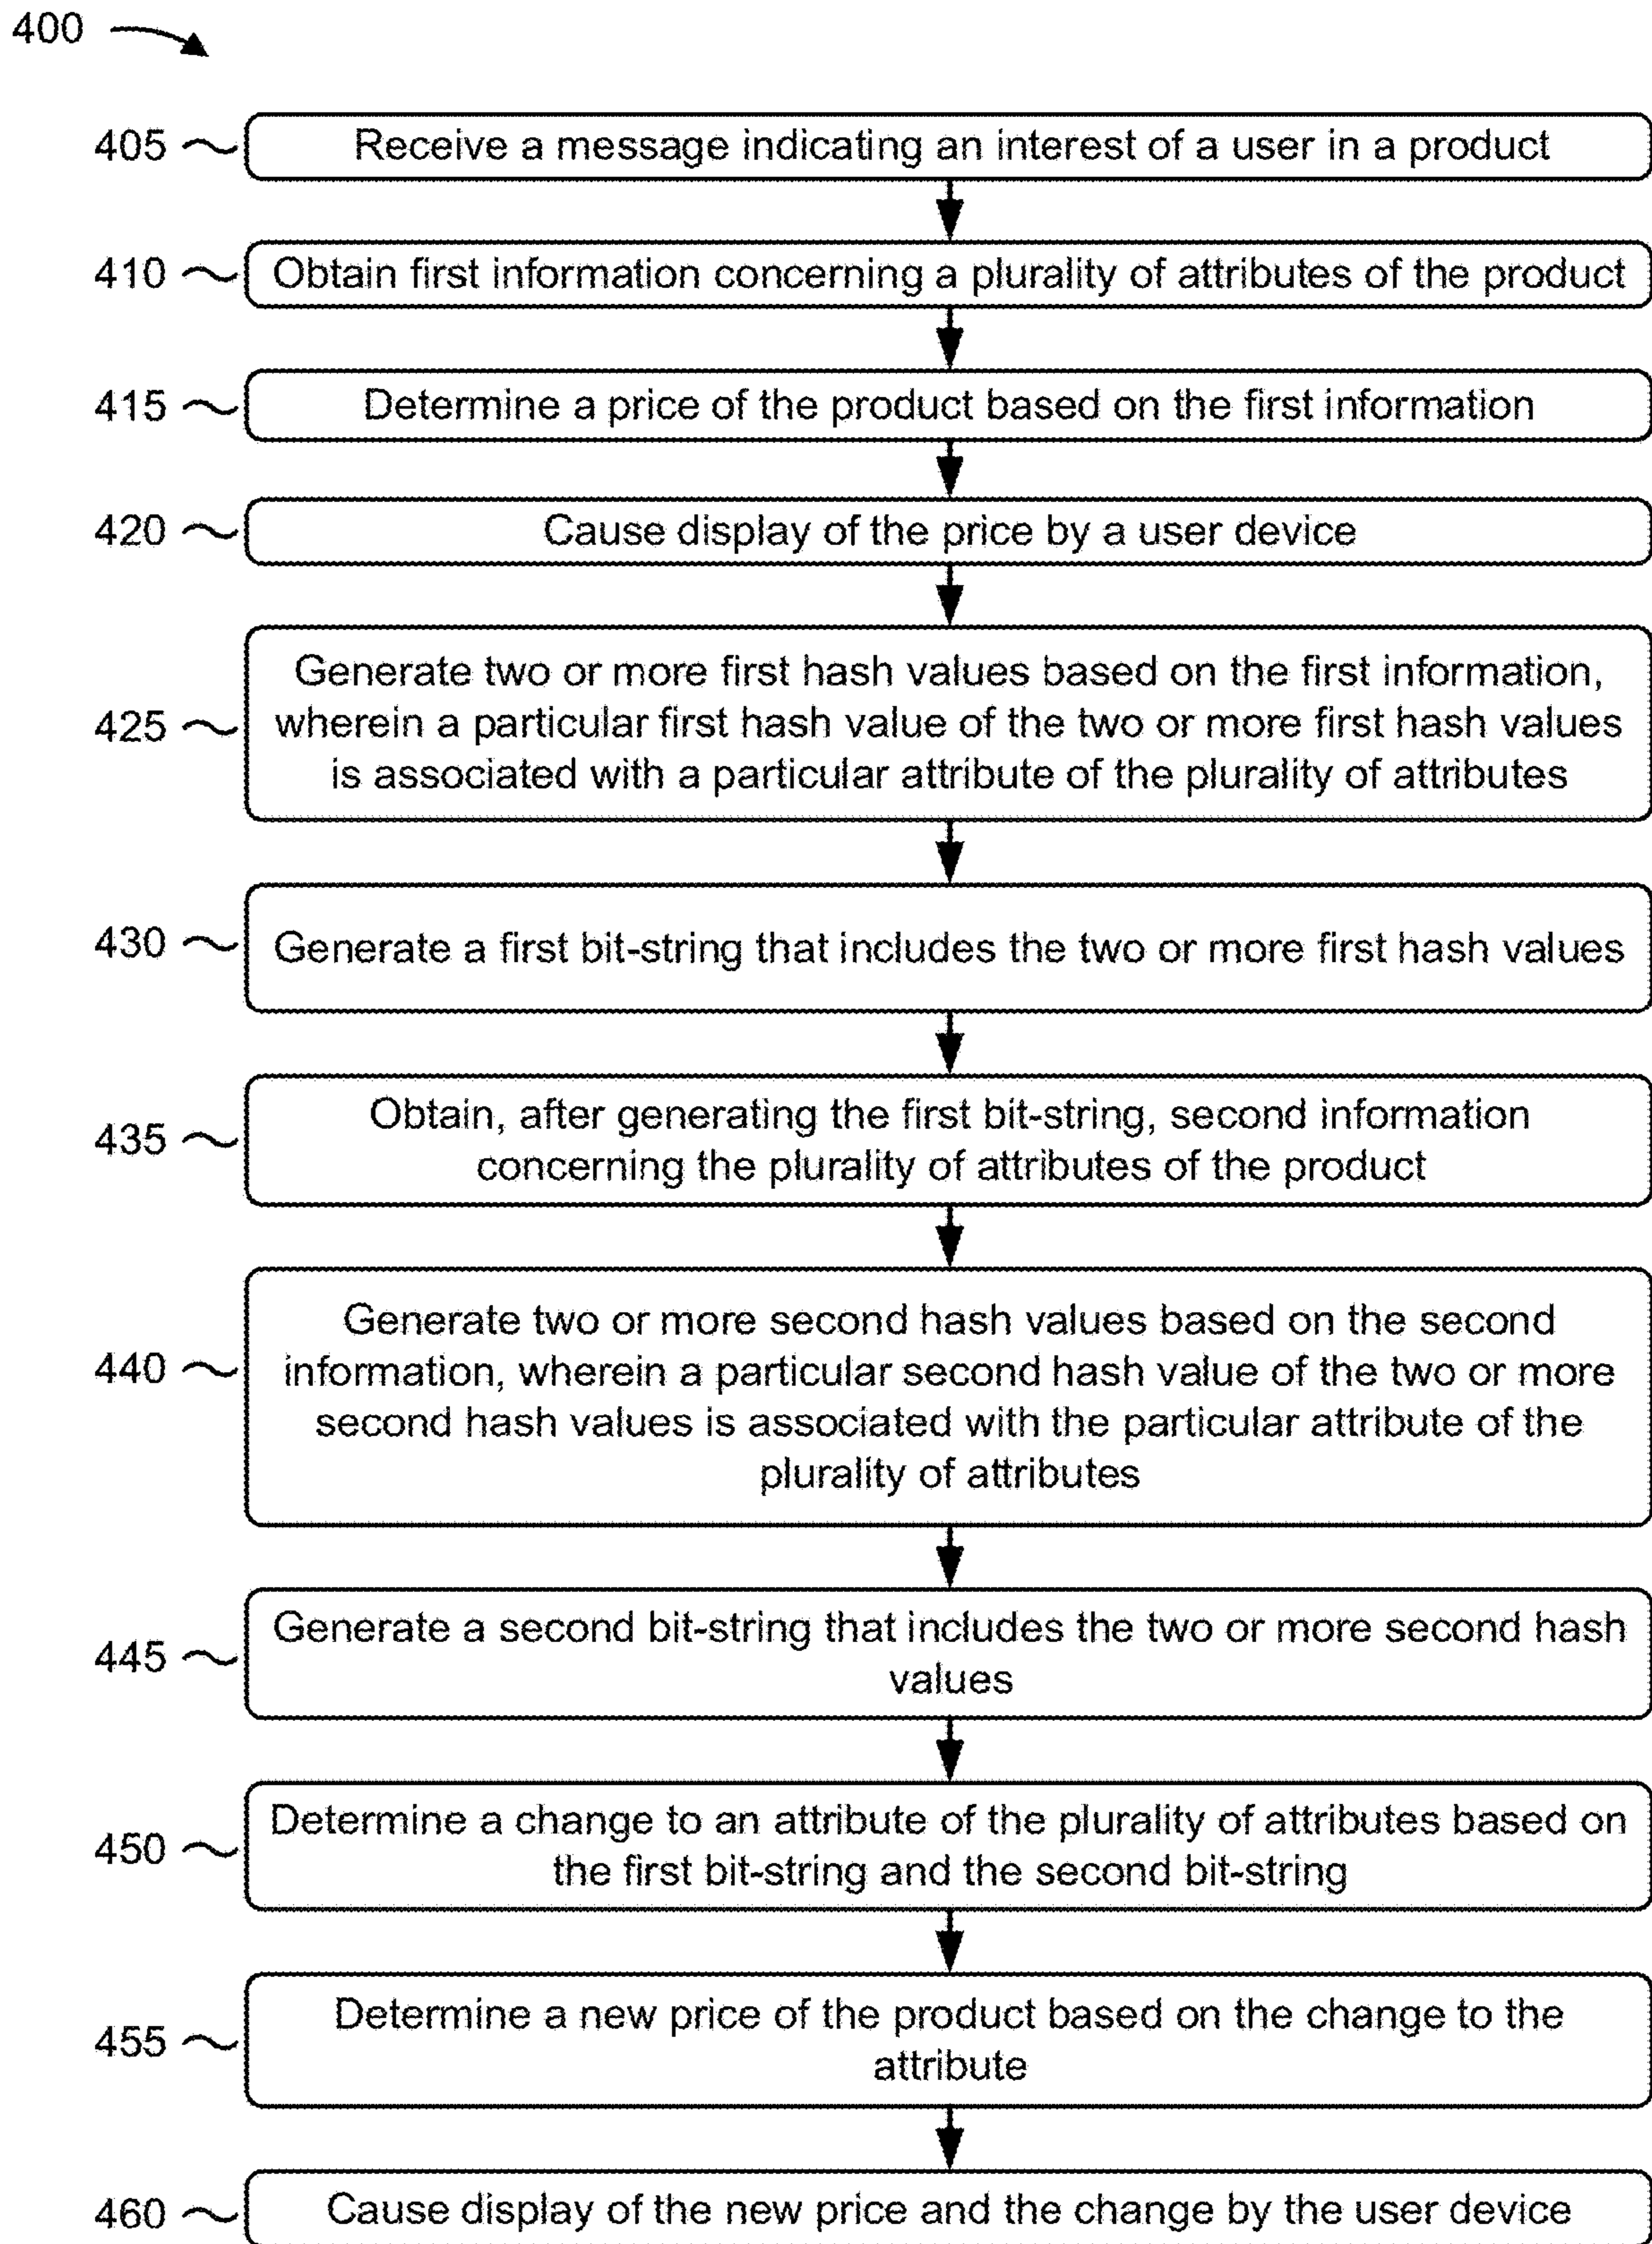 400
405 Receive a message indicating an interest of a user in a product
410 Obtain first information concerning a plurality of attributes of the product
415 Determine a price of the product based on the first information
420 Cause display of the price by a user device
425
Generate two or more first hash values based on the first information,
wherein a particular first hash value of the two or more first hash values
is associated with a particular attribute of the plurality of attributes
430 Generate a first bit-string that includes the two or more first hash values
435
Obtain, after generating the first bit-string, second information
concerning the plurality of attributes of the product
440
Generate two or more second hash values based on the second
information, wherein a particular second hash value of the two or more
second hash values is associated with the particular attribute of the
plurality of attributes
445
Generate a second bit-string that includes the two or more second hash
values
450
Determine a change to an attribute of the plurality of attributes based on
the first bit-string and the second bit-string
455
Determine a new price of the product based on the change to the
attribute
460 Cause display of the new price and the change by the user device